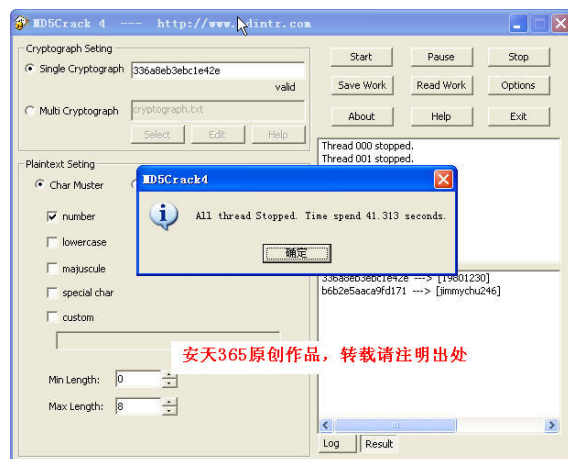 MD5Crack 4 --- http://www.
dintr.com
Cryptograph Seting
Single Cryptograph
336a8eb3ebc1e42e
valid
Multi Cryptograph
cryptograph.txt
Select
Edit
Help
Start
Pause
Stop
Save Work
Read Work
Options
About
Help
Exit
Plaintext Seting
Char Muster
number
lowercase
majuscule
special char
custom
Min Length:
0
Max Length:
8
Thread 000 stopped.
Thread 001 stopped.
MD5Crack4
All thread Stopped. Time spend 41.313 seconds.
确定
336a8eb3ebc1e42e ---> [19801230]
b6b2e5aaca9fd171 ---> [jimmychu246]
安天365原创作品，转载请注明出处
Log
Result